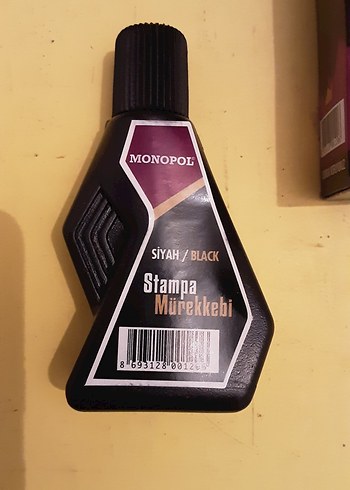 MONOPOL®
SİYAH / BLACK
Stampa
Mürekkebi